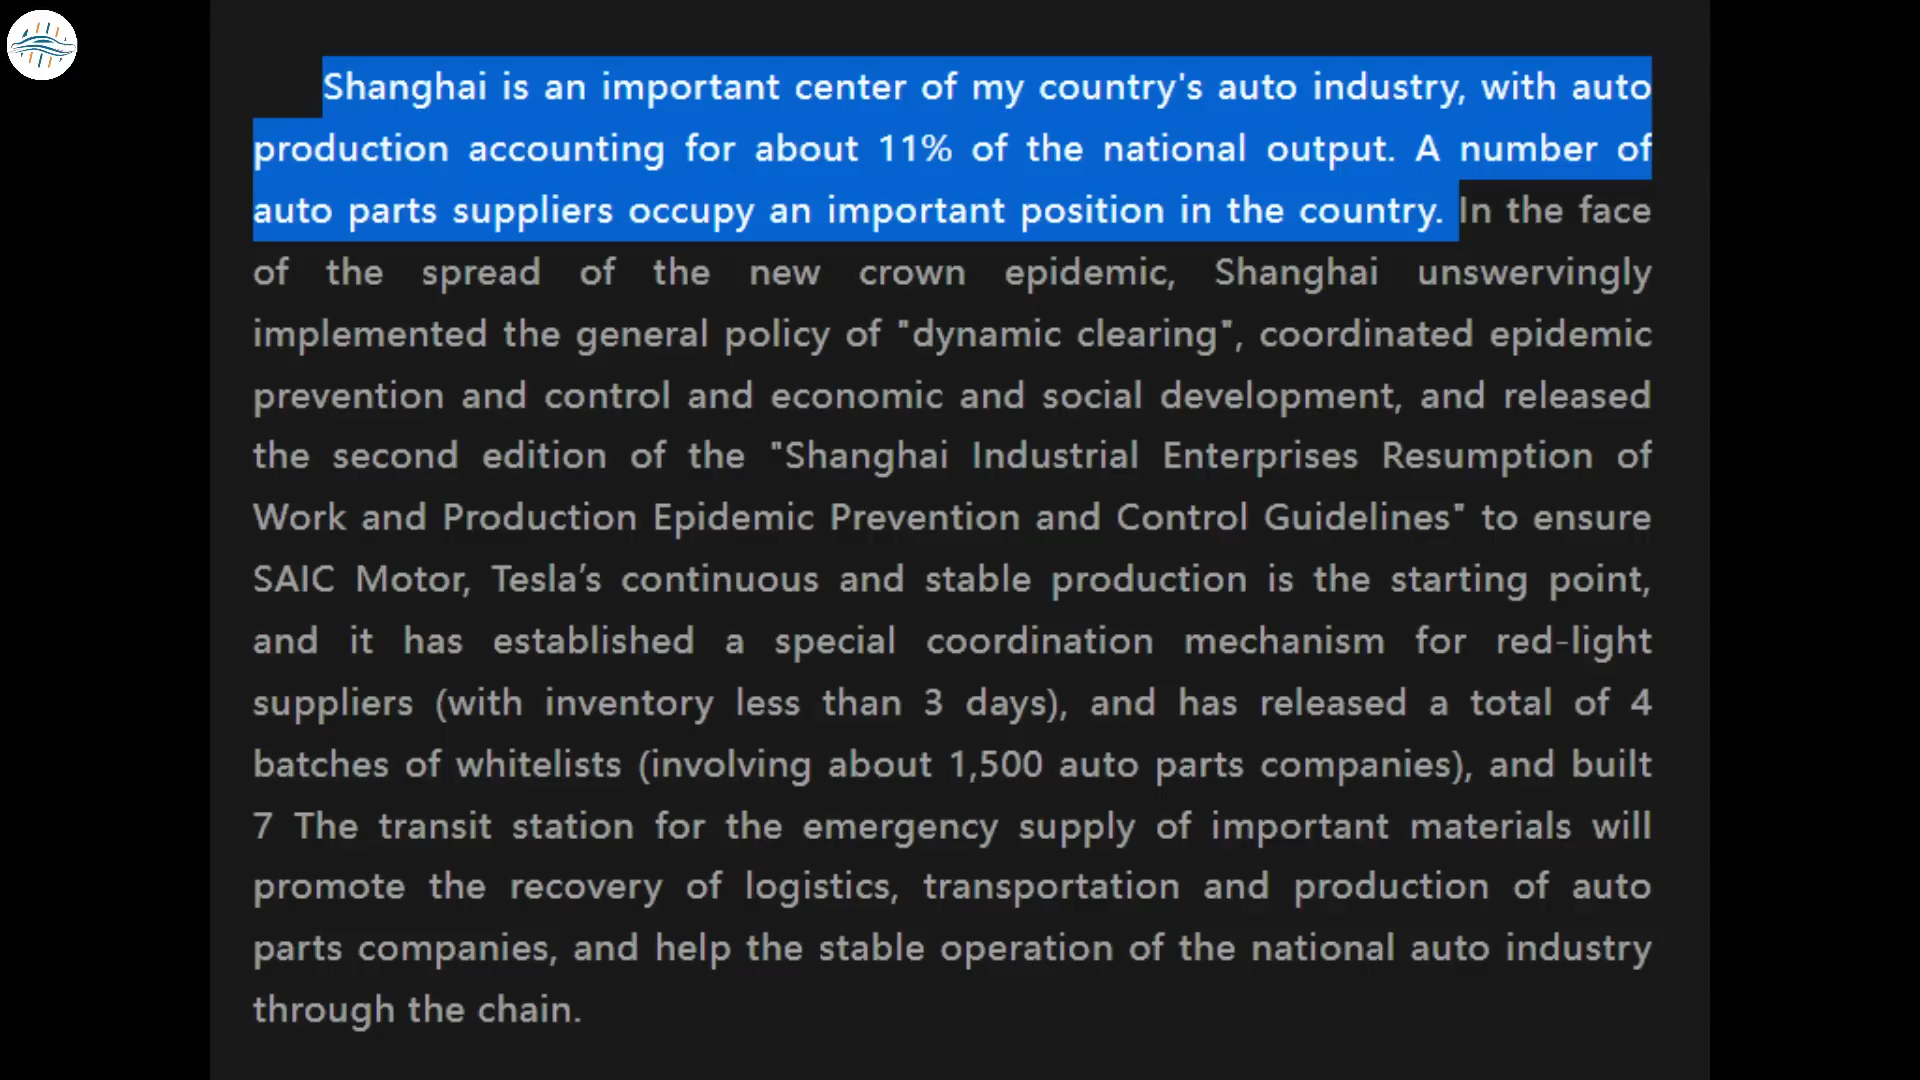 Shanghai is an important center of my country's auto industry, with auto
production accounting for about 11% of the national output. A number of
auto parts suppliers occupy an important position in the country. In the face
of the spread of the new crown epidemic, Shanghai unswervingly
implemented the general policy of "dynamic clearing", coordinated epidemic
prevention and control and economic and social development, and released
the second edition of the "Shanghai Industrial Enterprises Resumption of
Work and Production Epidemic Prevention and Control Guidelines" to ensure
SAIC Motor, Tesla’s continuous and stable production is the starting point,
and it has established a special coordination mechanism for red-light
suppliers (with inventory less than 3 days), and has released a total of 4
batches of whitelists (involving about 1,500 auto parts companies), and built
7 The transit station for the emergency supply of important materials will
promote the recovery of logistics, transportation and production of auto
parts companies, and help the stable operation of the national auto industry
through the chain.